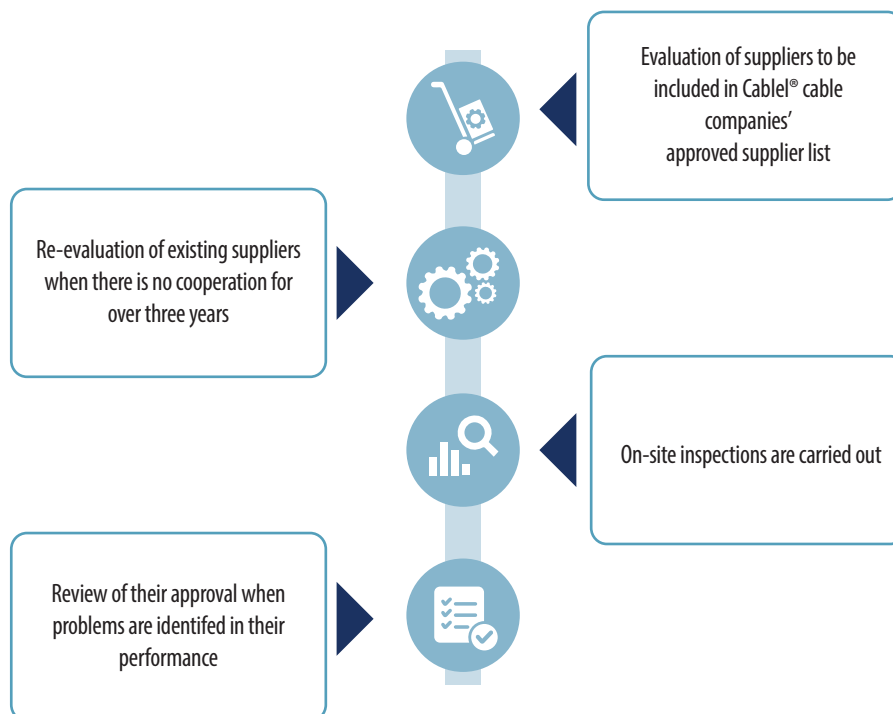 Evaluation of suppliers to be
included in Cablel® cable
companies’
approved supplier list
Re-evaluation of existing suppliers
when there is no cooperation for
over three years
On-site inspections are carried out
Review of their approval when
problems are identifed in their
performance